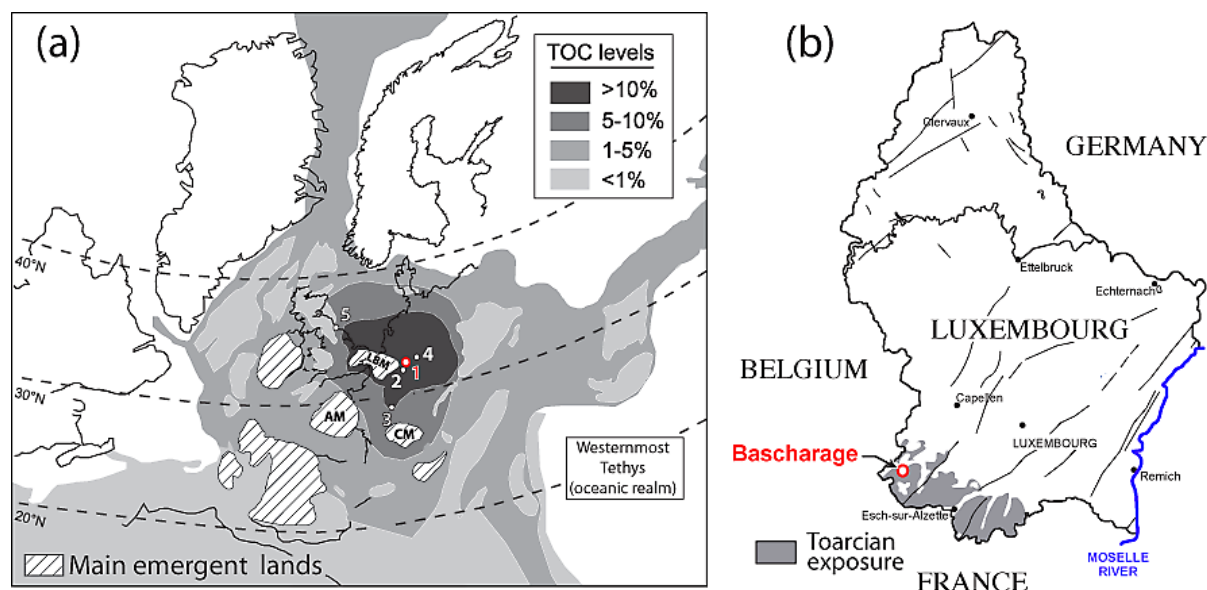 (a)
TOC levels
>10%
5-10%
1-5%
<1%
40°N
30°N
20°N
5
LBM
4
1
2
3
AM
CM
Westernmost
Tethys
(oceanic realm)
Main emergent lands
(b)
Clervaux
GERMANY
Ettelbruck
Echternach
LUXEMBOURG
BELGIUM
Capellen
LUXEMBOURG
Bascharage
Remich
Esch-sur-Alzette
Toarcian
exposure
MOSELLE
RIVER
FRANCE